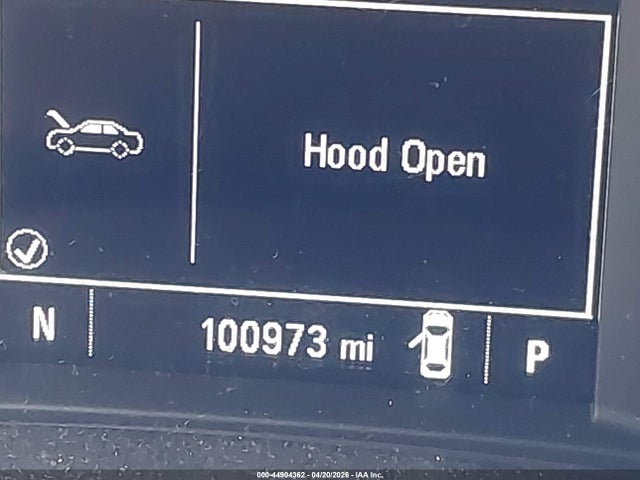 Hood Open
N 100973 mi P
000-44904362 - 04/20/2026 - IAA Inc.